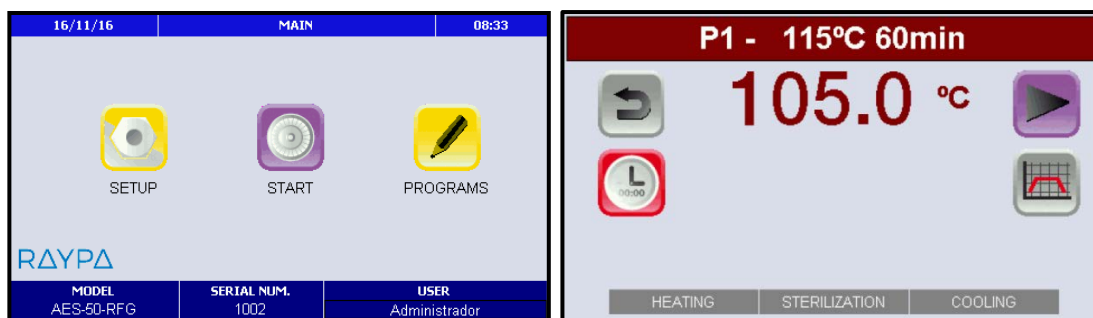 16/11/16 MAIN 08:33
SETUP START PROGRAMS
RAYPA
MODEL SERIAL NUM. USER
AES-50-RFG 1002 Administrador
P1 - 115ºC 60min
105.0 ºC
00:00
HEATING STERILIZATION COOLING